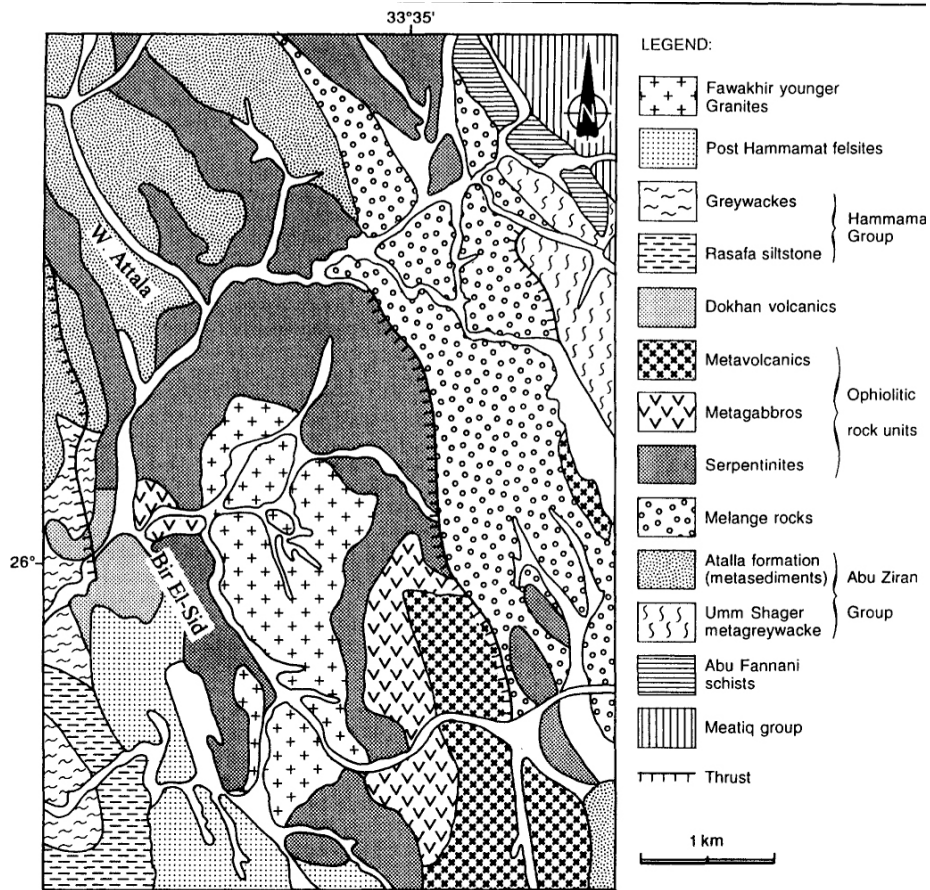 33°35'
LEGEND:
Fawakhir younger
Granites
Post Hammamat felsites
Greywackes
Hammama
Group
Rasafa siltstone
Dokhan volcanics
Metavolcanics
Metagabbros
Ophiolitic
rock units
Serpentinites
Melange rocks
Atalla formation
(metasediments)
Abu Ziran
Group
Umm Shager
metagreywacke
Abu Fannani
schists
Meatiq group
Thrust
1 km
N
W. Attala
26°
Bir El-Sid